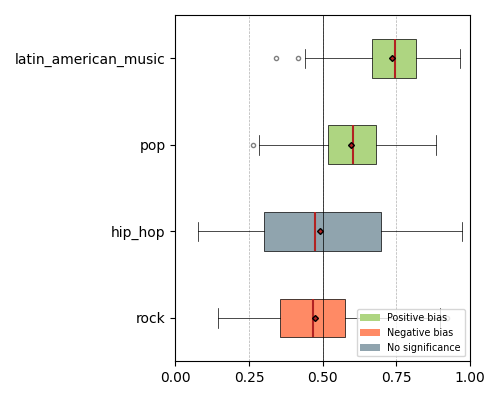 latin_american_music
pop
hip_hop
rock
Positive bias
Negative bias
No significance
0.00 0.25 0.50 0.75 1.00